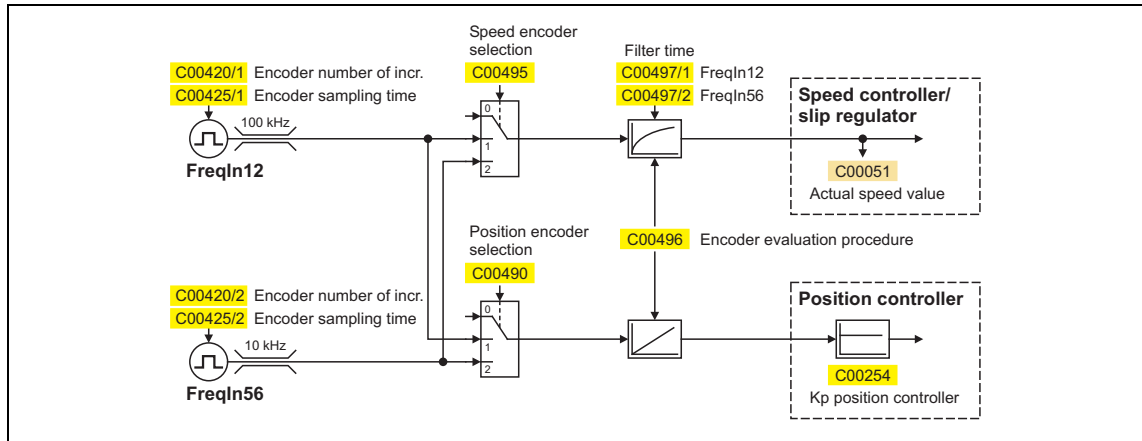 Speed encoder
selection
C00495
Filter time
C00420/1 Encoder number of incr.
C00497/1 FreqIn12
C00425/1 Encoder sampling time
C00497/2 FreqIn56
Speed controller/
slip regulator
100 kHz
0
1
2
FreqIn12
C00051
Actual speed value
Position encoder
selection
C00490
C00496 Encoder evaluation procedure
C00420/2 Encoder number of incr.
C00425/2 Encoder sampling time
Position controller
10 kHz
0
1
2
FreqIn56
C00254
Kp position controller